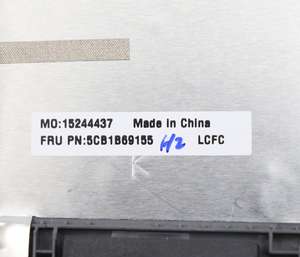 MO:15244437 Made in China
FRU PN:5CB1B69155 H2 LCFC
K